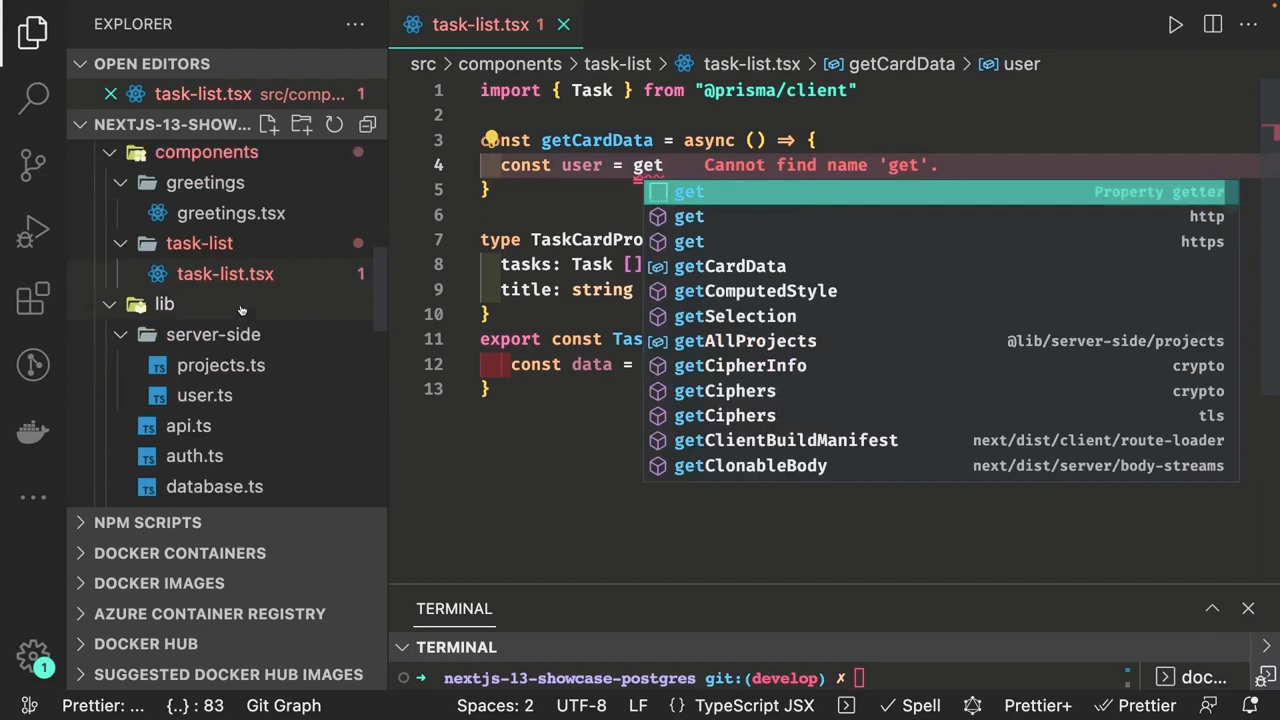 EXPLORER
OPEN EDITORS
task-list.tsx src/comp... 1
NEXTJS-13-SHOW...
components
greetings
greetings.tsx
task-list
task-list.tsx 1
lib
server-side
TS projects.ts
TS user.ts
TS api.ts
TS auth.ts
TS database.ts
NPM SCRIPTS
DOCKER CONTAINERS
DOCKER IMAGES
AZURE CONTAINER REGISTRY
DOCKER HUB
SUGGESTED DOCKER HUB IMAGES
task-list.tsx 1
src > components > task-list > task-list.tsx > getCardData > user
1 import { Task } from "@prisma/client"
2
3 const getCardData = async () ⇒ {
4 const user = get Cannot find name 'get'.
5 }
6
7 type TaskCardPro
8 tasks: Task []
9 title: string
10 }
11 export const Tas
12 const data =
13 }
get Property getter
get http
get https
getCardData
getComputedStyle
getSelection
getAllProjects @lib/server-side/projects
getCipherInfo crypto
getCiphers crypto
getCiphers tls
getClientBuildManifest next/dist/client/route-loader
getClonableBody next/dist/server/body-streams
TERMINAL
TERMINAL
→ nextjs-13-showcase-postgres git:(develop) ✗
doc...
1
Prettier: ... {..} : 83 Git Graph Spaces: 2 UTF-8 LF {} TypeScript JSX Spell Prettier+ Prettier